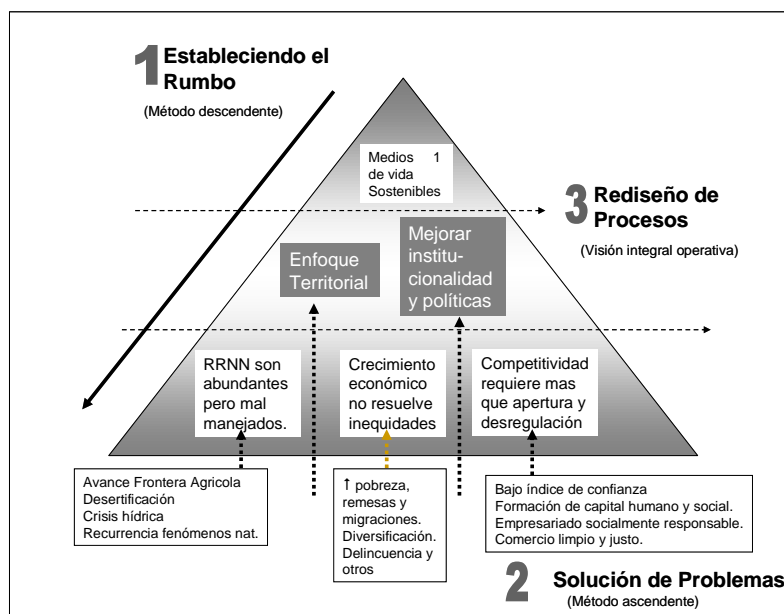 1 Estableciendo el
Rumbo
(Método descendente)
Medios 1
de vida
Sostenibles
3 Rediseño de
Procesos
(Visión integral operativa)
Enfoque
Territorial
Mejorar
institu-
cionalidad
y políticas
RRNN son
abundantes
pero mal
manejados.
Crecimiento
económico
no resuelve
inequidades
Competitividad
requiere mas
que apertura y
desregulación
Avance Frontera Agricola
Desertificación
Crisis hídrica
Recurrencia fenómenos nat.
↑ pobreza,
remesas y
migraciones.
Diversificación.
Delincuencia y
otros
Bajo índice de confianza
Formación de capital humano y social.
Empresariado socialmente responsable.
Comercio limpio y justo.
2 Solución de Problemas
(Método ascendente)